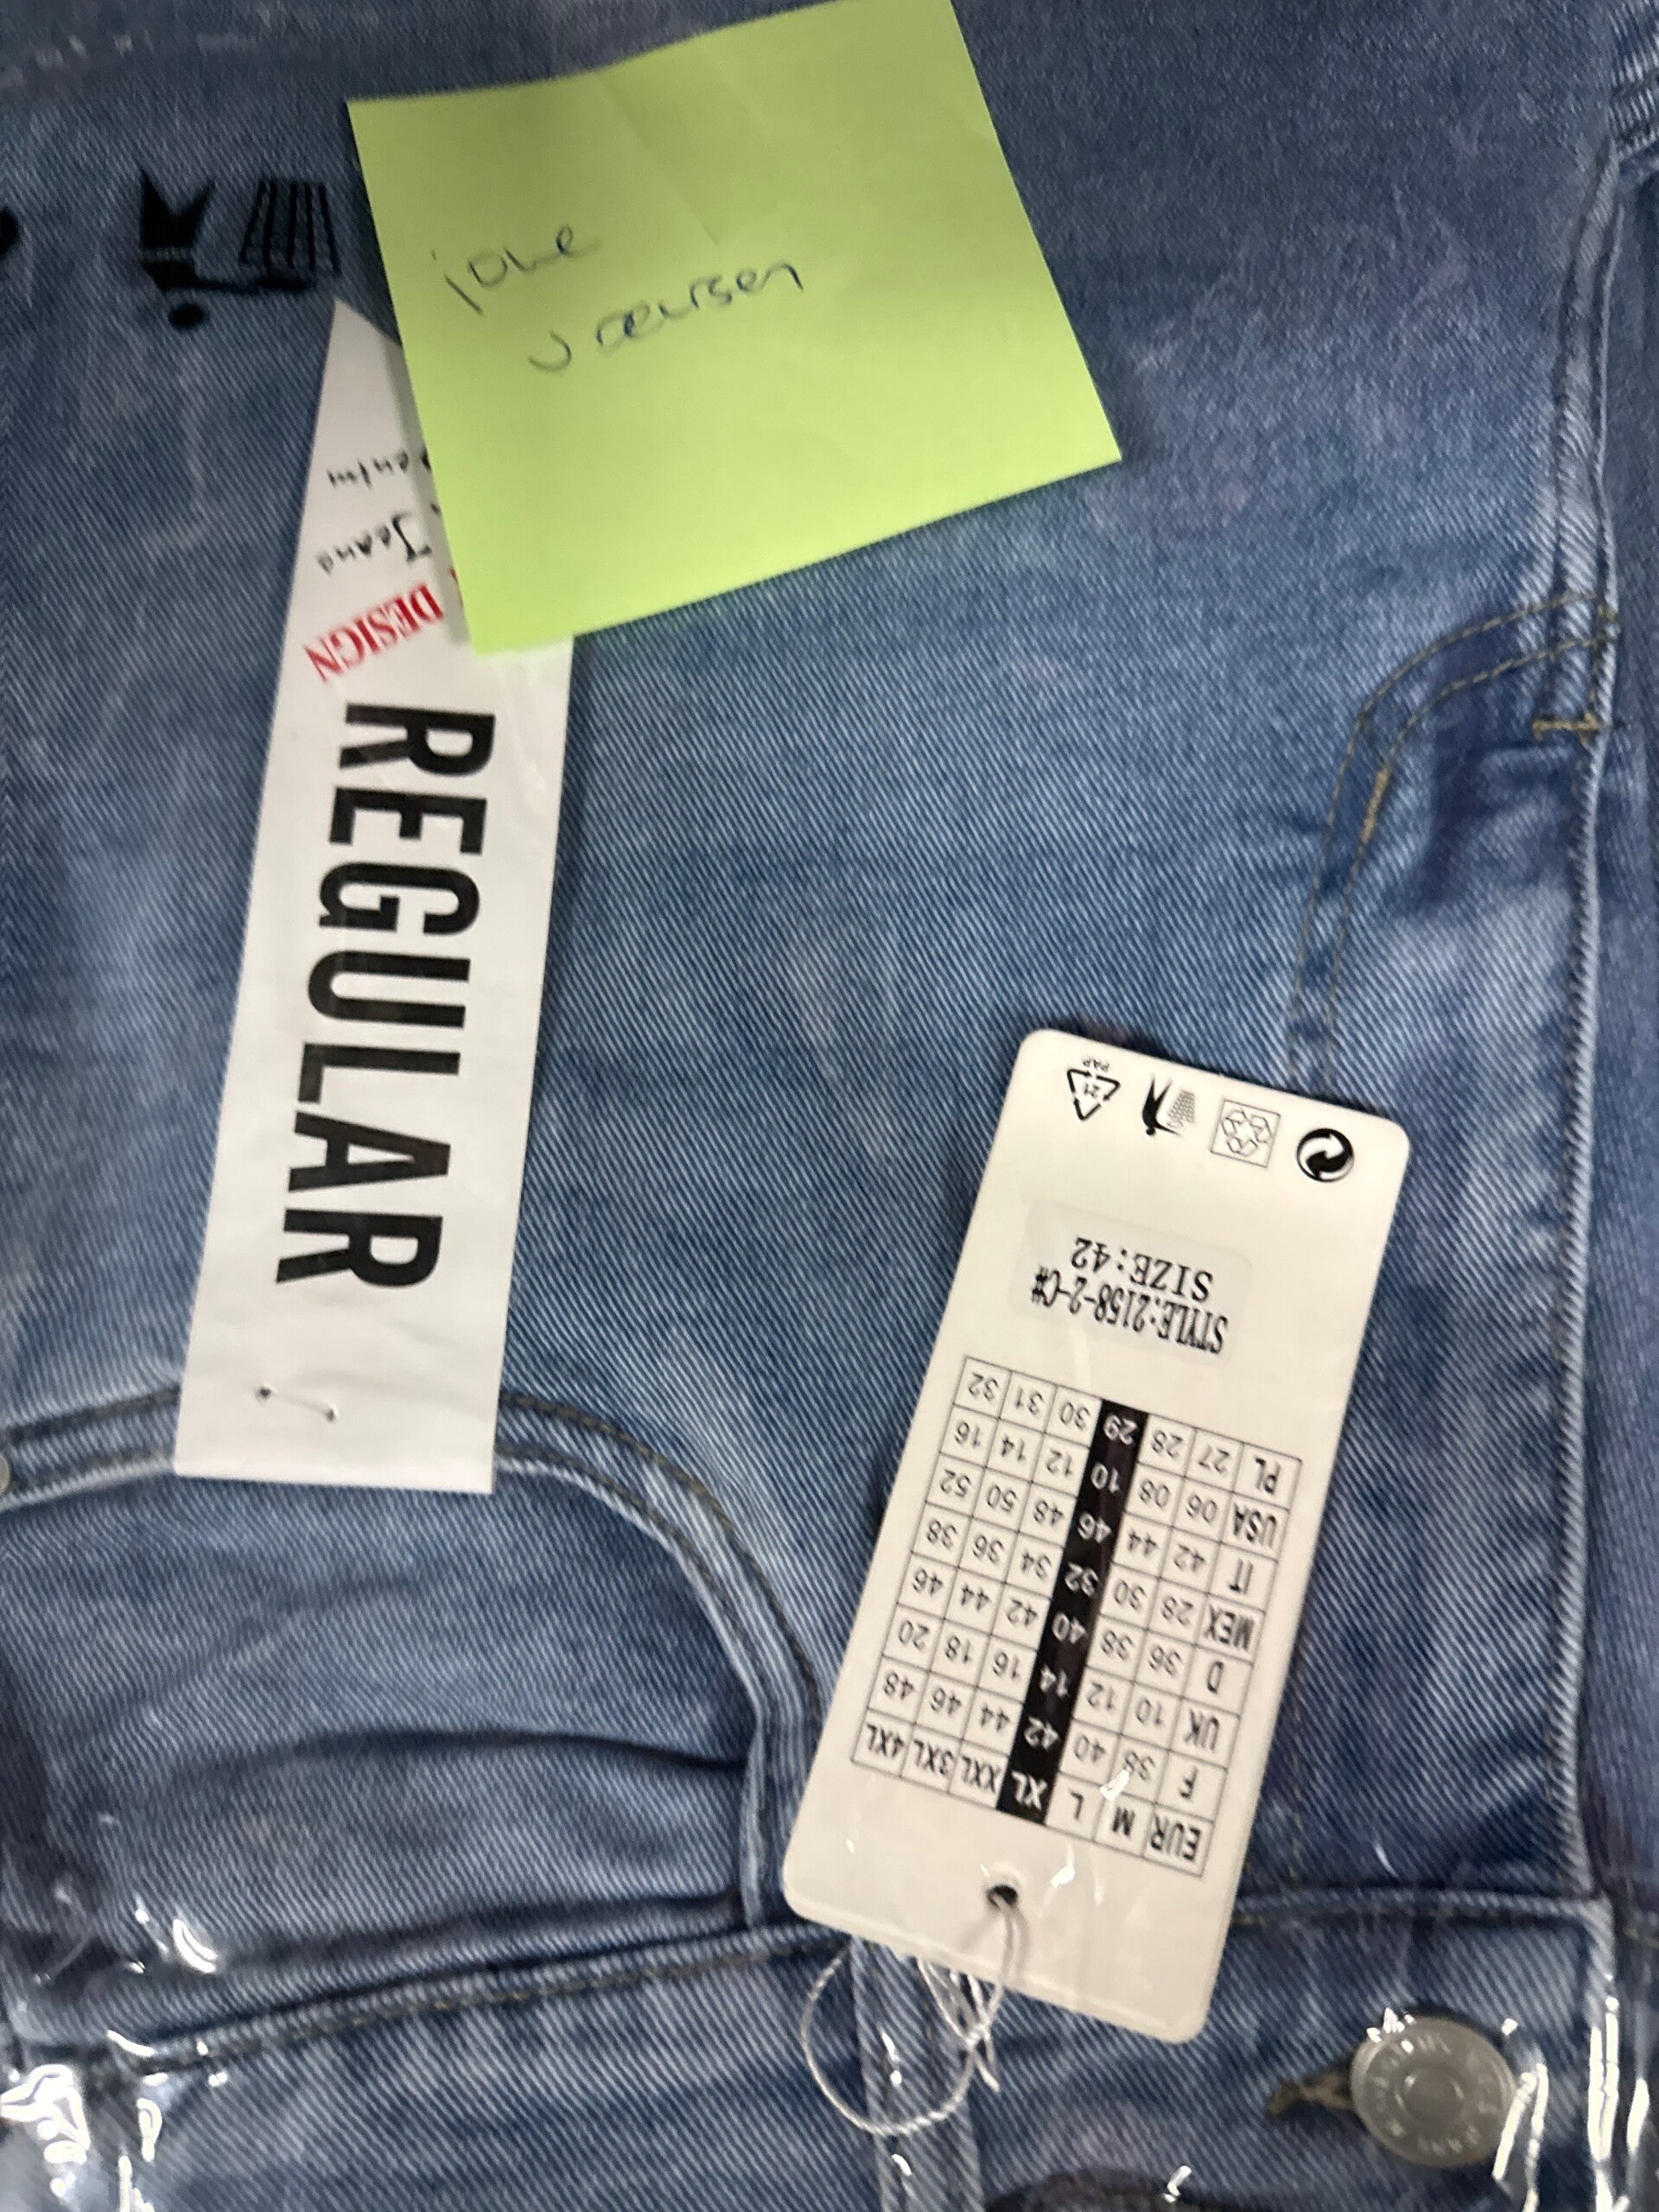 DESIGN
REGULAR
21
PAP
STYLE:2158-2-C#
SIZE:42
EUR M L XL XXL 3XL 4XL
F 38 40 42 44 46 48
UK 10 12 14 16 18 20
D 36 38 40 42 44 46
MEX 28 30 32 34 36 38
IT 42 44 46 48 50 52
USA 06 08 10 12 14 16
PL 27 28 29 30 31 32